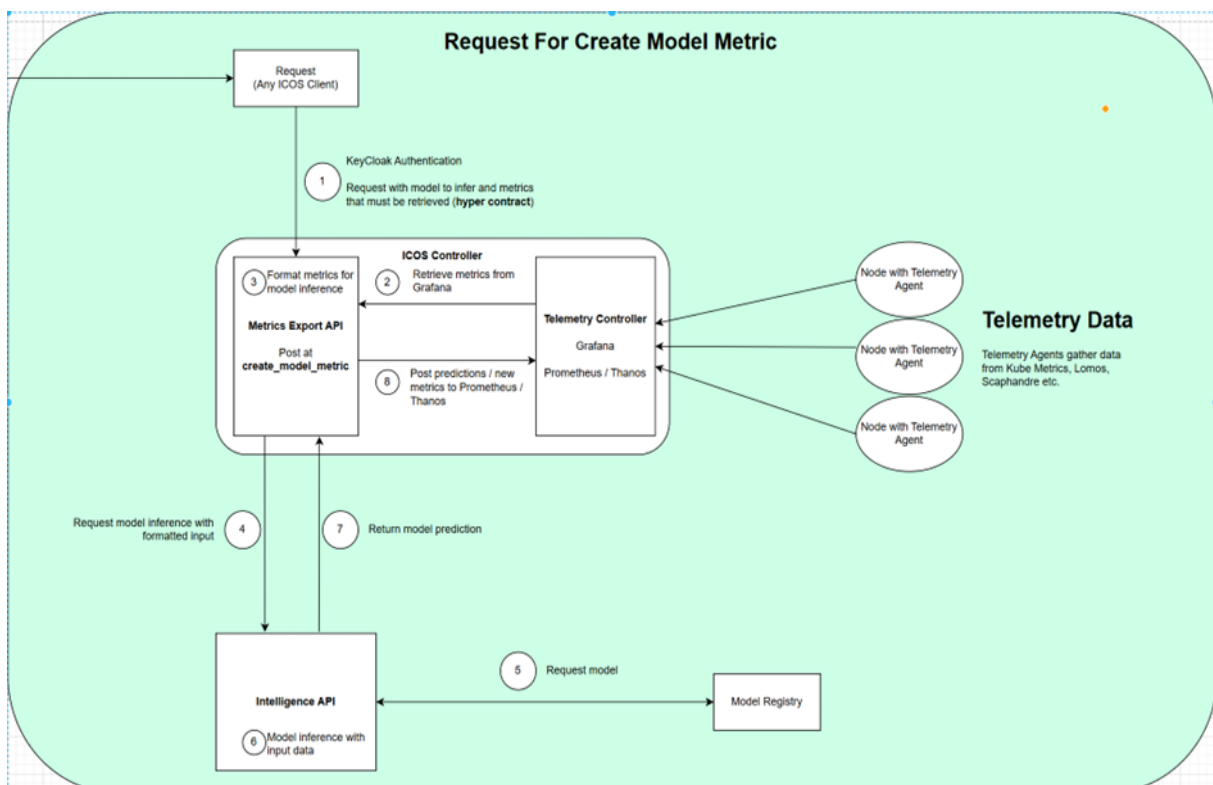 Request For Create Model Metric
Request
(Any ICOS Client)
1
KeyCloak Authentication
Request with model to infer and metrics
that must be retrieved (hyper contract)
ICOS Controller
3
Format metrics for
model inference
Metrics Export API
Post at
create_model_metric
2
Retrieve metrics from
Grafana
8
Post predictions / new
metrics to Prometheus /
Thanos
Telemetry Controller
Grafana
Prometheus / Thanos
Node with Telemetry
Agent
Node with Telemetry
Agent
Node with Telemetry
Agent
Telemetry Data
Telemetry Agents gather data
from Kube Metrics, Lomos,
Scaphandre etc.
Request model inference with
formatted input
4
7
Return model prediction
Intelligence API
6
Model inference with
input data
5
Request model
Model Registry